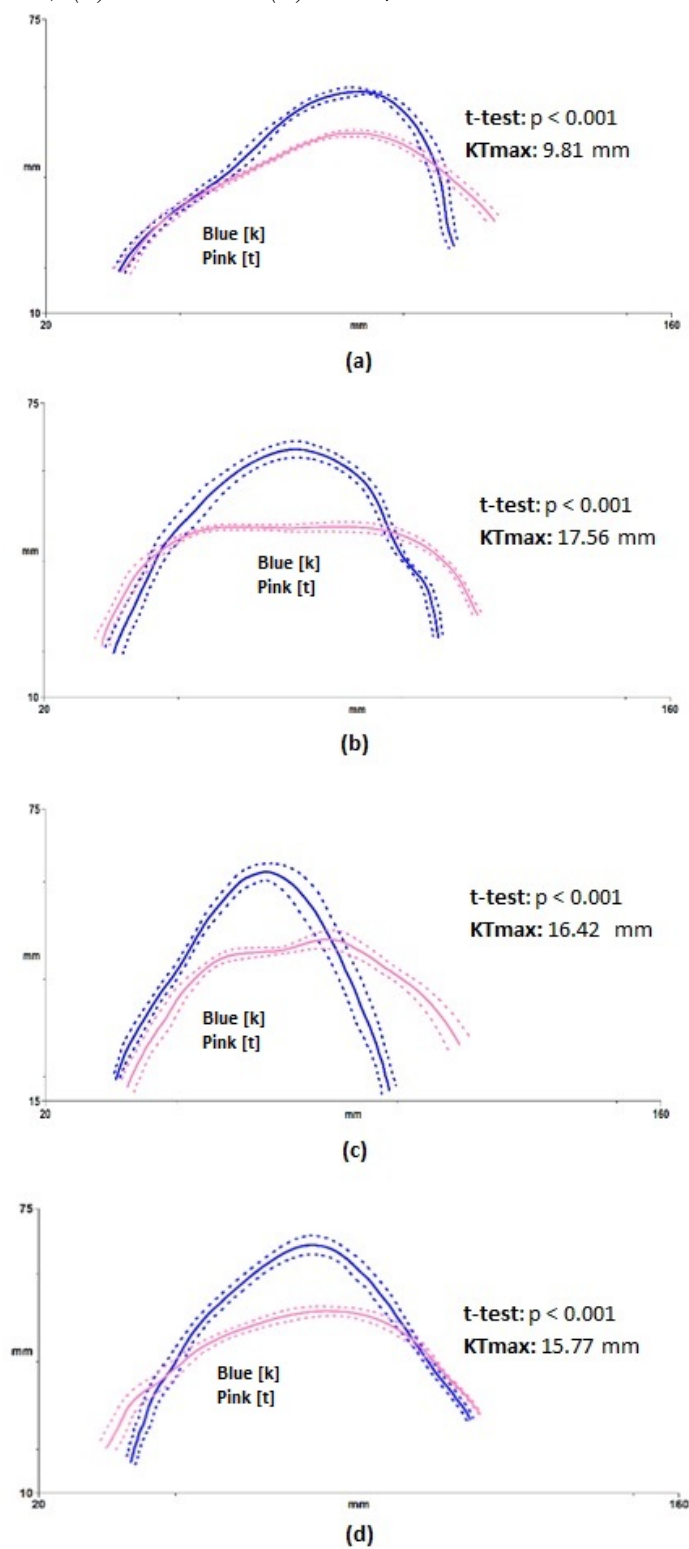 75
t-test: p < 0.001
KTmax: 9.81 mm
mm
Blue [k]
Pink [t]
10
20 mm 160
(a)
75
t-test: p < 0.001
KTmax: 17.56 mm
mm
Blue [k]
Pink [t]
10
20 mm 160
(b)
75
t-test: p < 0.001
KTmax: 16.42 mm
mm
Blue [k]
Pink [t]
15
20 mm 160
(c)
75
t-test: p < 0.001
KTmax: 15.77 mm
mm
Blue [k]
Pink [t]
10
20 mm 160
(d)